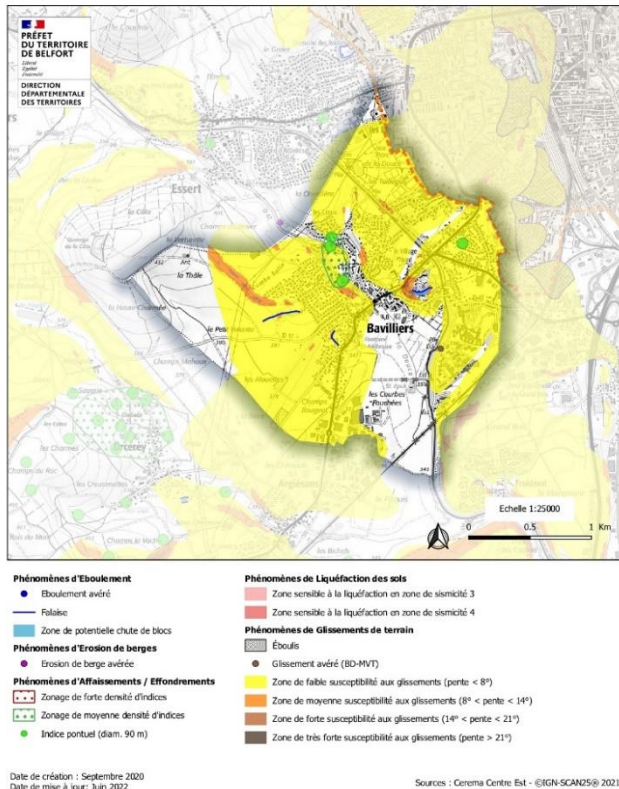 PRÉFET
DU TERRITOIRE
DE BELFORT
Liberté
Égalité
Fraternité
DIRECTION
DÉPARTEMENTALE
DES TERRITOIRES
Essert
la Thâle
Bavilliers
les Courbes
Fauchées
Echelle 1:25000
0 0.5 1 Km
Phénomènes d'Eboulement
Eboulement avéré
Falaise
Zone de potentielle chute de blocs
Phénomènes d'Erosion de berges
Erosion de berge avérée
Phénomènes d'Affaissements / Effondrements
Zonage de forte densité d'indices
Zonage de moyenne densité d'indices
Indice pontuel (diam. 90 m)
Phénomènes de Liquéfaction des sols
Zone sensible à la liquéfaction en zone de sismicité 3
Zone sensible à la liquéfaction en zone de sismicité 4
Phénomènes de Glissements de terrain
Éboulis
Glissement avéré (BD-MVT)
Zone de faible susceptibilité aux glissements (pente < 8°)
Zone de moyenne susceptibilité aux glissements (8° < pente < 14°)
Zone de forte susceptibilité aux glissements (14° < pente < 21°)
Zone de très forte susceptibilité aux glissements (pente > 21°)
Date de création : Septembre 2020
Date de mise à jour: Juin 2022
Sources : Cerema Centre Est - ©IGN-SCAN25® 2021